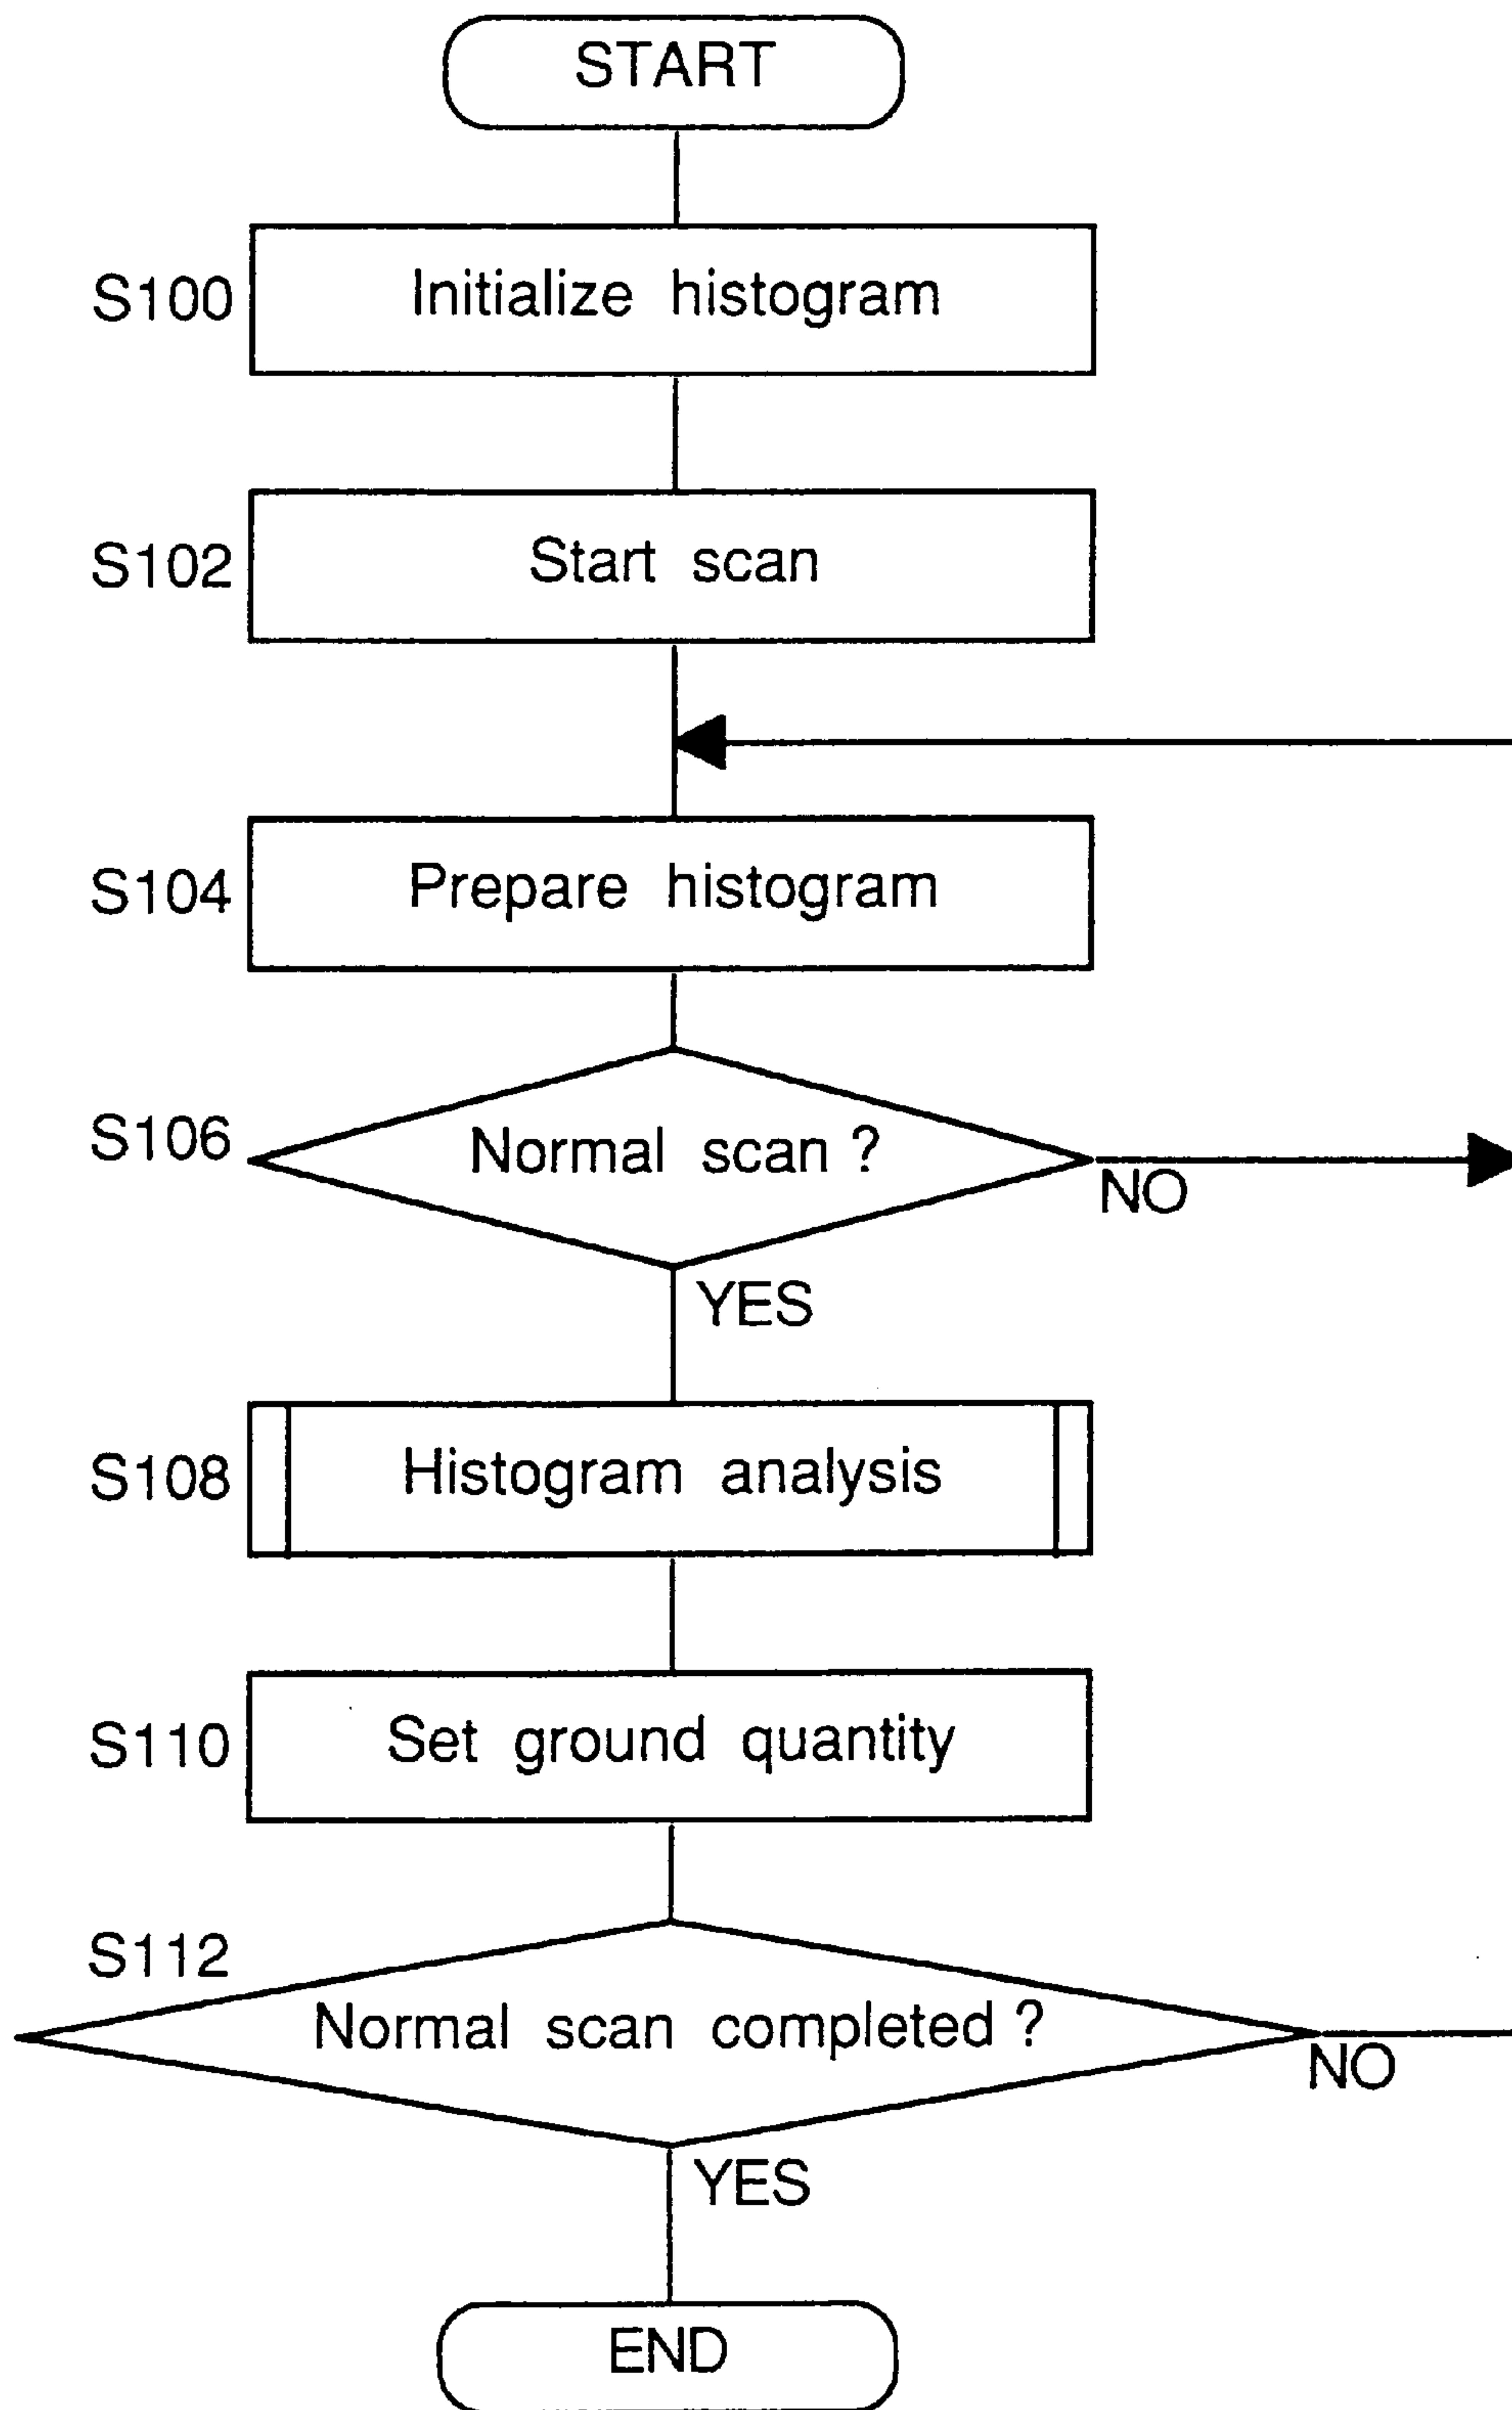 START
S100
Initialize histogram
S102
Start scan
S104
Prepare histogram
S106
Normal scan ?
NO
YES
S108
Histogram analysis
S110
Set ground quantity
S112
Normal scan completed ?
NO
YES
END